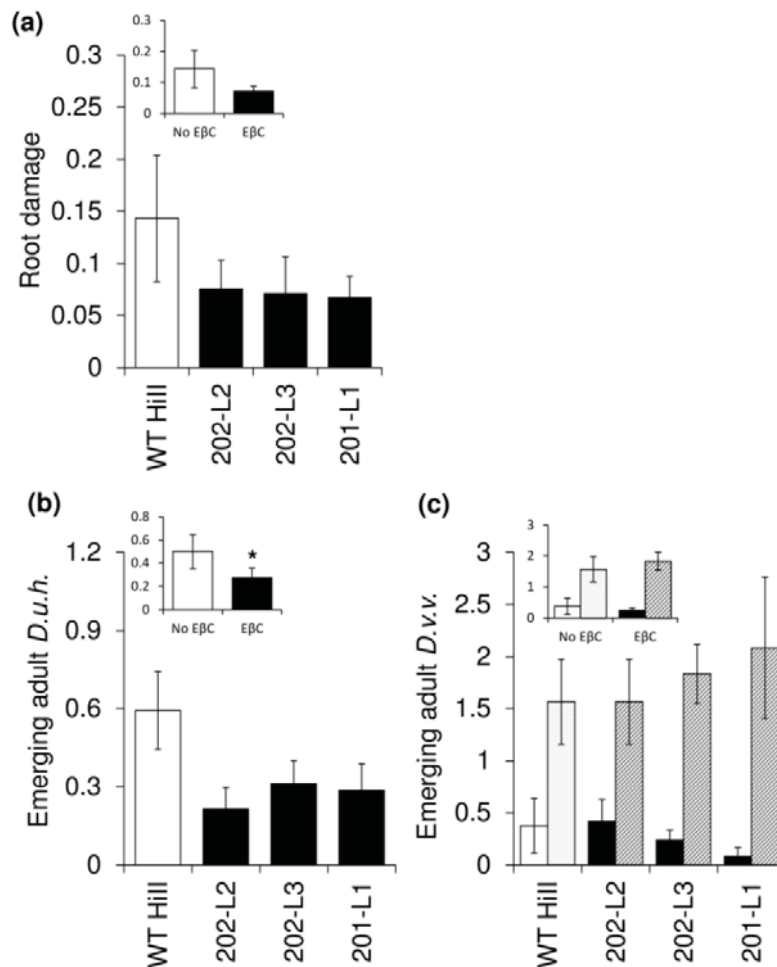 (a)
Root damage
0.3
0.25
0.2
0.15
0.1
0.05
0
0.3
0.2
0.1
0
No EβC
EβC
WT Hill
202-L2
202-L3
201-L1
(b)
Emerging adult D.u.h.
1.2
0.9
0.6
0.3
0
0.8
0.6
0.4
0.2
0
*
No EβC
EβC
WT Hill
202-L2
202-L3
201-L1
(c)
Emerging adult D.v.v.
3
2.5
2
1.5
1
0.5
0
3
2
1
0
No EβC
EβC
WT Hill
202-L2
202-L3
201-L1